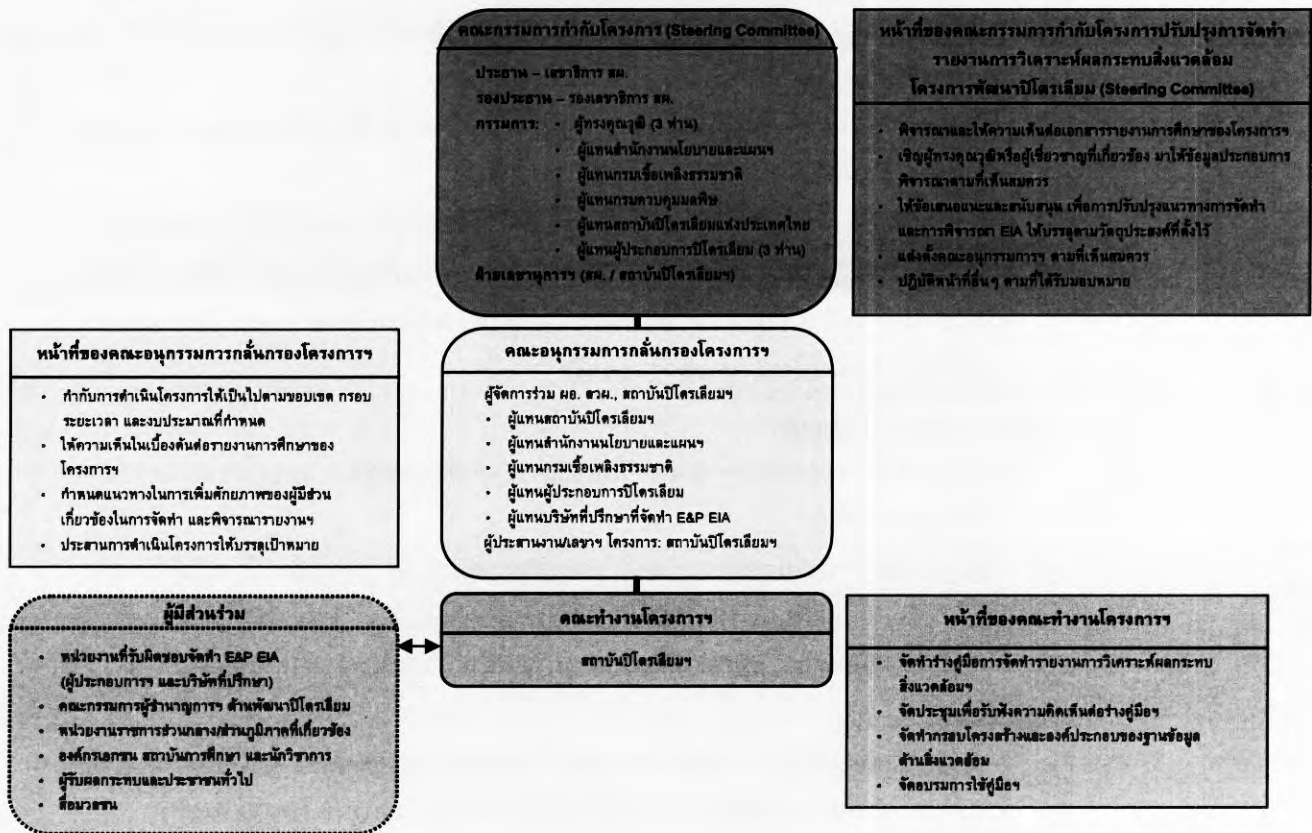 คณะกรรมการกำกับโครงการ (Steering Committee)
ประธาน – เลขาธิการ สผ.
รองประธาน – รองเลขาธิการ สผ.
กรรมการ: • ผู้ทรงคุณวุฒิ (3 ท่าน)
• ผู้แทนสำนักงานนโยบายและแผนฯ
• ผู้แทนกรมเชื้อเพลิงธรรมชาติ
• ผู้แทนกรมควบคุมมลพิษ
• ผู้แทนสถาบันปิโตรเลียมแห่งประเทศไทย
• ผู้แทนผู้ประกอบการปิโตรเลียม (3 ท่าน)
ฝ่ายเลขานุการฯ (สผ. / สถาบันปิโตรเลียมฯ)
หน้าที่ของคณะกรรมการกำกับโครงการปรับปรุงการจัดทำ
รายงานการวิเคราะห์ผลกระทบสิ่งแวดล้อม
โครงการพัฒนาปิโตรเลียม (Steering Committee)
• พิจารณาและให้ความเห็นต่อเอกสารรายงานการศึกษาของโครงการฯ
• เชิญผู้ทรงคุณวุฒิหรือผู้เชี่ยวชาญที่เกี่ยวข้อง มาให้ข้อมูลประกอบการ
พิจารณาตามที่เห็นสมควร
• ให้ข้อเสนอแนะและสนับสนุน เพื่อการปรับปรุงแนวทางการจัดทำ
และการพิจารณา EIA ให้บรรลุตามวัตถุประสงค์ที่ตั้งไว้
• แต่งตั้งคณะอนุกรรมการฯ ตามที่เห็นสมควร
• ปฏิบัติหน้าที่อื่นๆ ตามที่ได้รับมอบหมาย
หน้าที่ของคณะอนุกรรมการกลั่นกรองโครงการฯ
• กำกับการดำเนินโครงการให้เป็นไปตามขอบเขต กรอบ
ระยะเวลา และงบประมาณที่กำหนด
• ให้ความเห็นในเบื้องต้นต่อรายงานการศึกษาของ
โครงการฯ
• กำหนดแนวทางในการเพิ่มศักยภาพของผู้มีส่วน
เกี่ยวข้องในการจัดทำ และพิจารณารายงานฯ
• ประสานการดำเนินโครงการให้บรรลุเป้าหมาย
คณะอนุกรรมการกลั่นกรองโครงการฯ
ผู้จัดการร่วม ผอ. สวผ., สถาบันปิโตรเลียมฯ
• ผู้แทนสถาบันปิโตรเลียมฯ
• ผู้แทนสำนักงานนโยบายและแผนฯ
• ผู้แทนกรมเชื้อเพลิงธรรมชาติ
• ผู้แทนผู้ประกอบการปิโตรเลียม
• ผู้แทนบริษัทที่ปรึกษาที่จัดทำ E&P EIA
ผู้ประสานงาน/เลขาฯ โครงการ: สถาบันปิโตรเลียมฯ
ผู้มีส่วนร่วม
• หน่วยงานที่รับผิดชอบจัดทำ E&P EIA
(ผู้ประกอบการฯ และบริษัทที่ปรึกษา)
• คณะกรรมการผู้ชำนาญการฯ ด้านพัฒนาปิโตรเลียม
• หน่วยงานราชการส่วนกลาง/ส่วนภูมิภาคที่เกี่ยวข้อง
• องค์กรเอกชน สถาบันการศึกษา และนักวิชาการ
• ผู้รับผลกระทบและประชาชนทั่วไป
• สื่อมวลชน
คณะทำงานโครงการฯ
สถาบันปิโตรเลียมฯ
หน้าที่ของคณะทำงานโครงการฯ
• จัดทำร่างคู่มือการจัดทำรายงานการวิเคราะห์ผลกระทบ
สิ่งแวดล้อมฯ
• จัดประชุมเพื่อรับฟังความคิดเห็นต่อร่างคู่มือฯ
• จัดทำกรอบโครงสร้างและองค์ประกอบของฐานข้อมูล
ด้านสิ่งแวดล้อม
• จัดอบรมการใช้คู่มือฯ